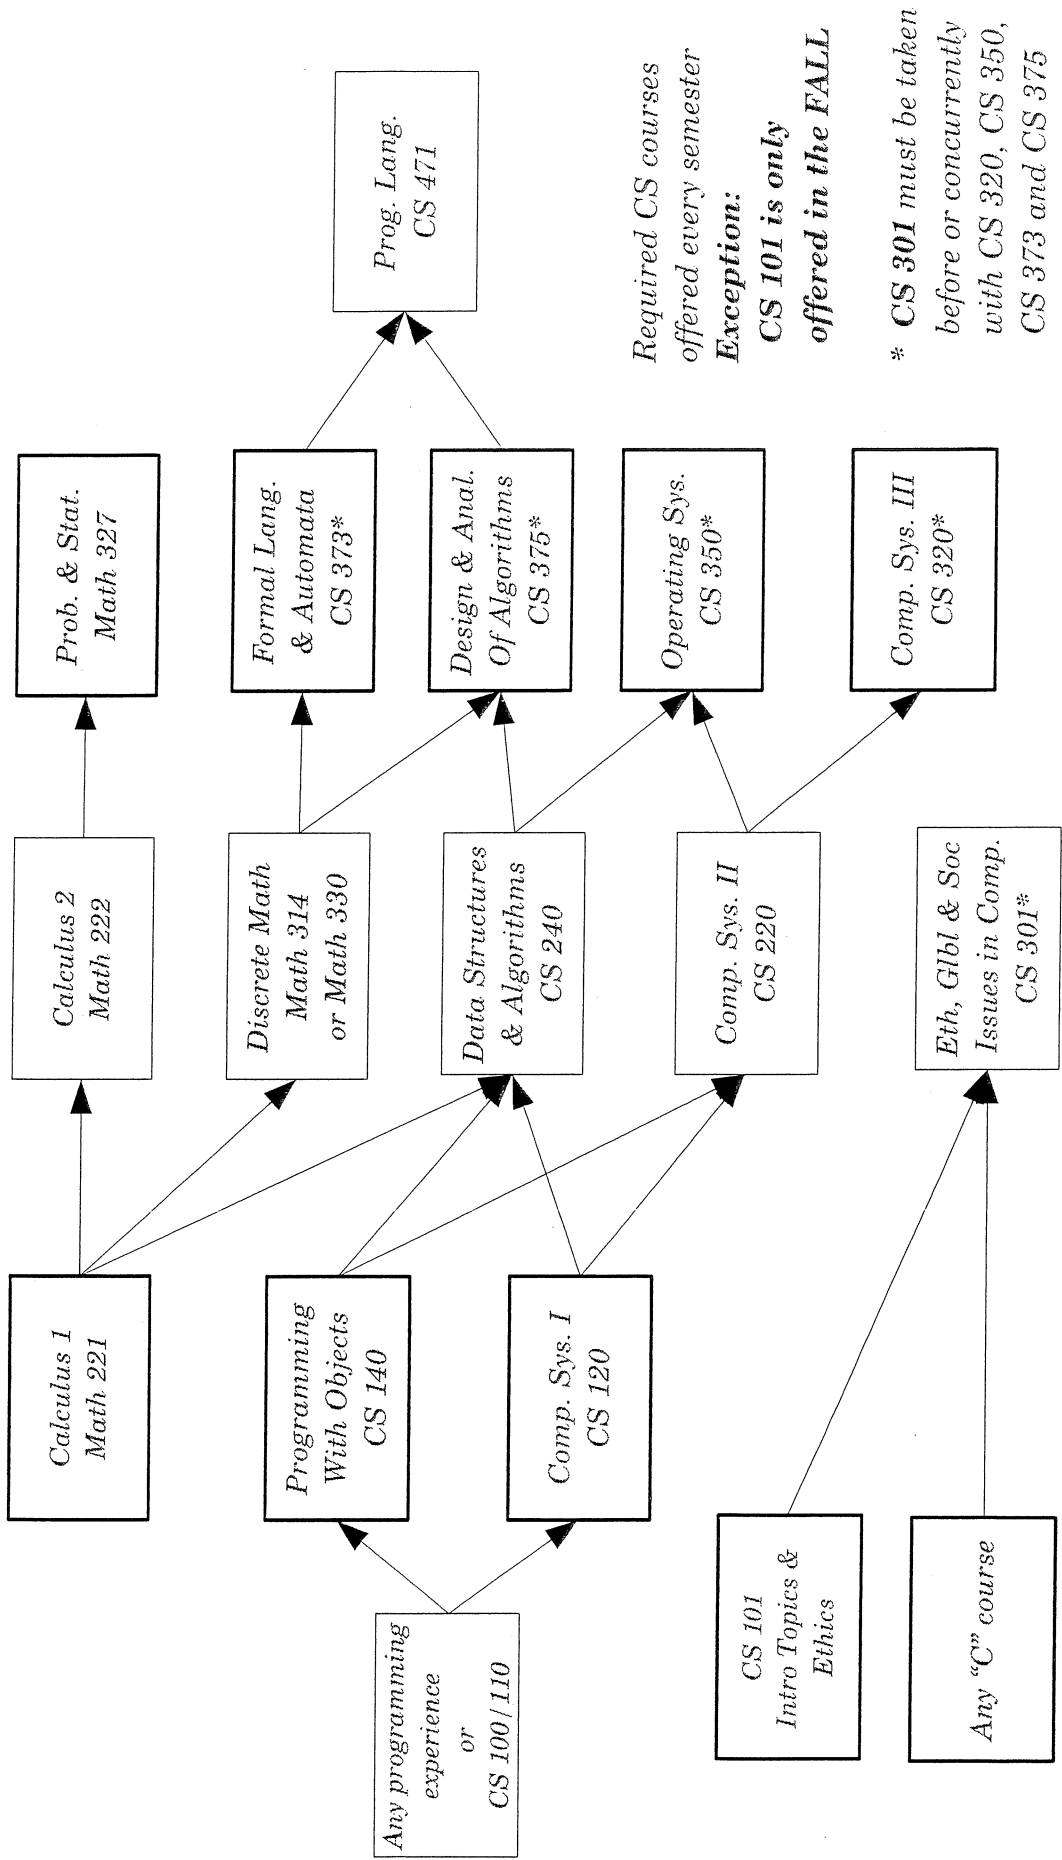 Calculus 1
Math 221
Calculus 2
Math 222
Prob. & Stat.
Math 327
Any programming
experience
or
CS 100/110
Programming
With Objects
CS 140
Comp. Sys. I
CS 120
Discrete Math
Math 314
or Math 330
Data Structures
& Algorithms
CS 240
Comp. Sys. II
CS 220
Formal Lang.
& Automata
CS 373*
Design & Anal.
Of Algorithms
CS 375*
Operating Sys.
CS 350*
Comp. Sys. III
CS 320*
Prog. Lang.
CS 471
CS 101
Intro Topics &
Ethics
Any “C” course
Eth, Glbl & Soc
Issues in Comp.
CS 301*
Required CS courses
offered every semester
Exception:
CS 101 is only
offered in the FALL
* CS 301 must be taken
before or concurrently
with CS 320, CS 350,
CS 373 and CS 375